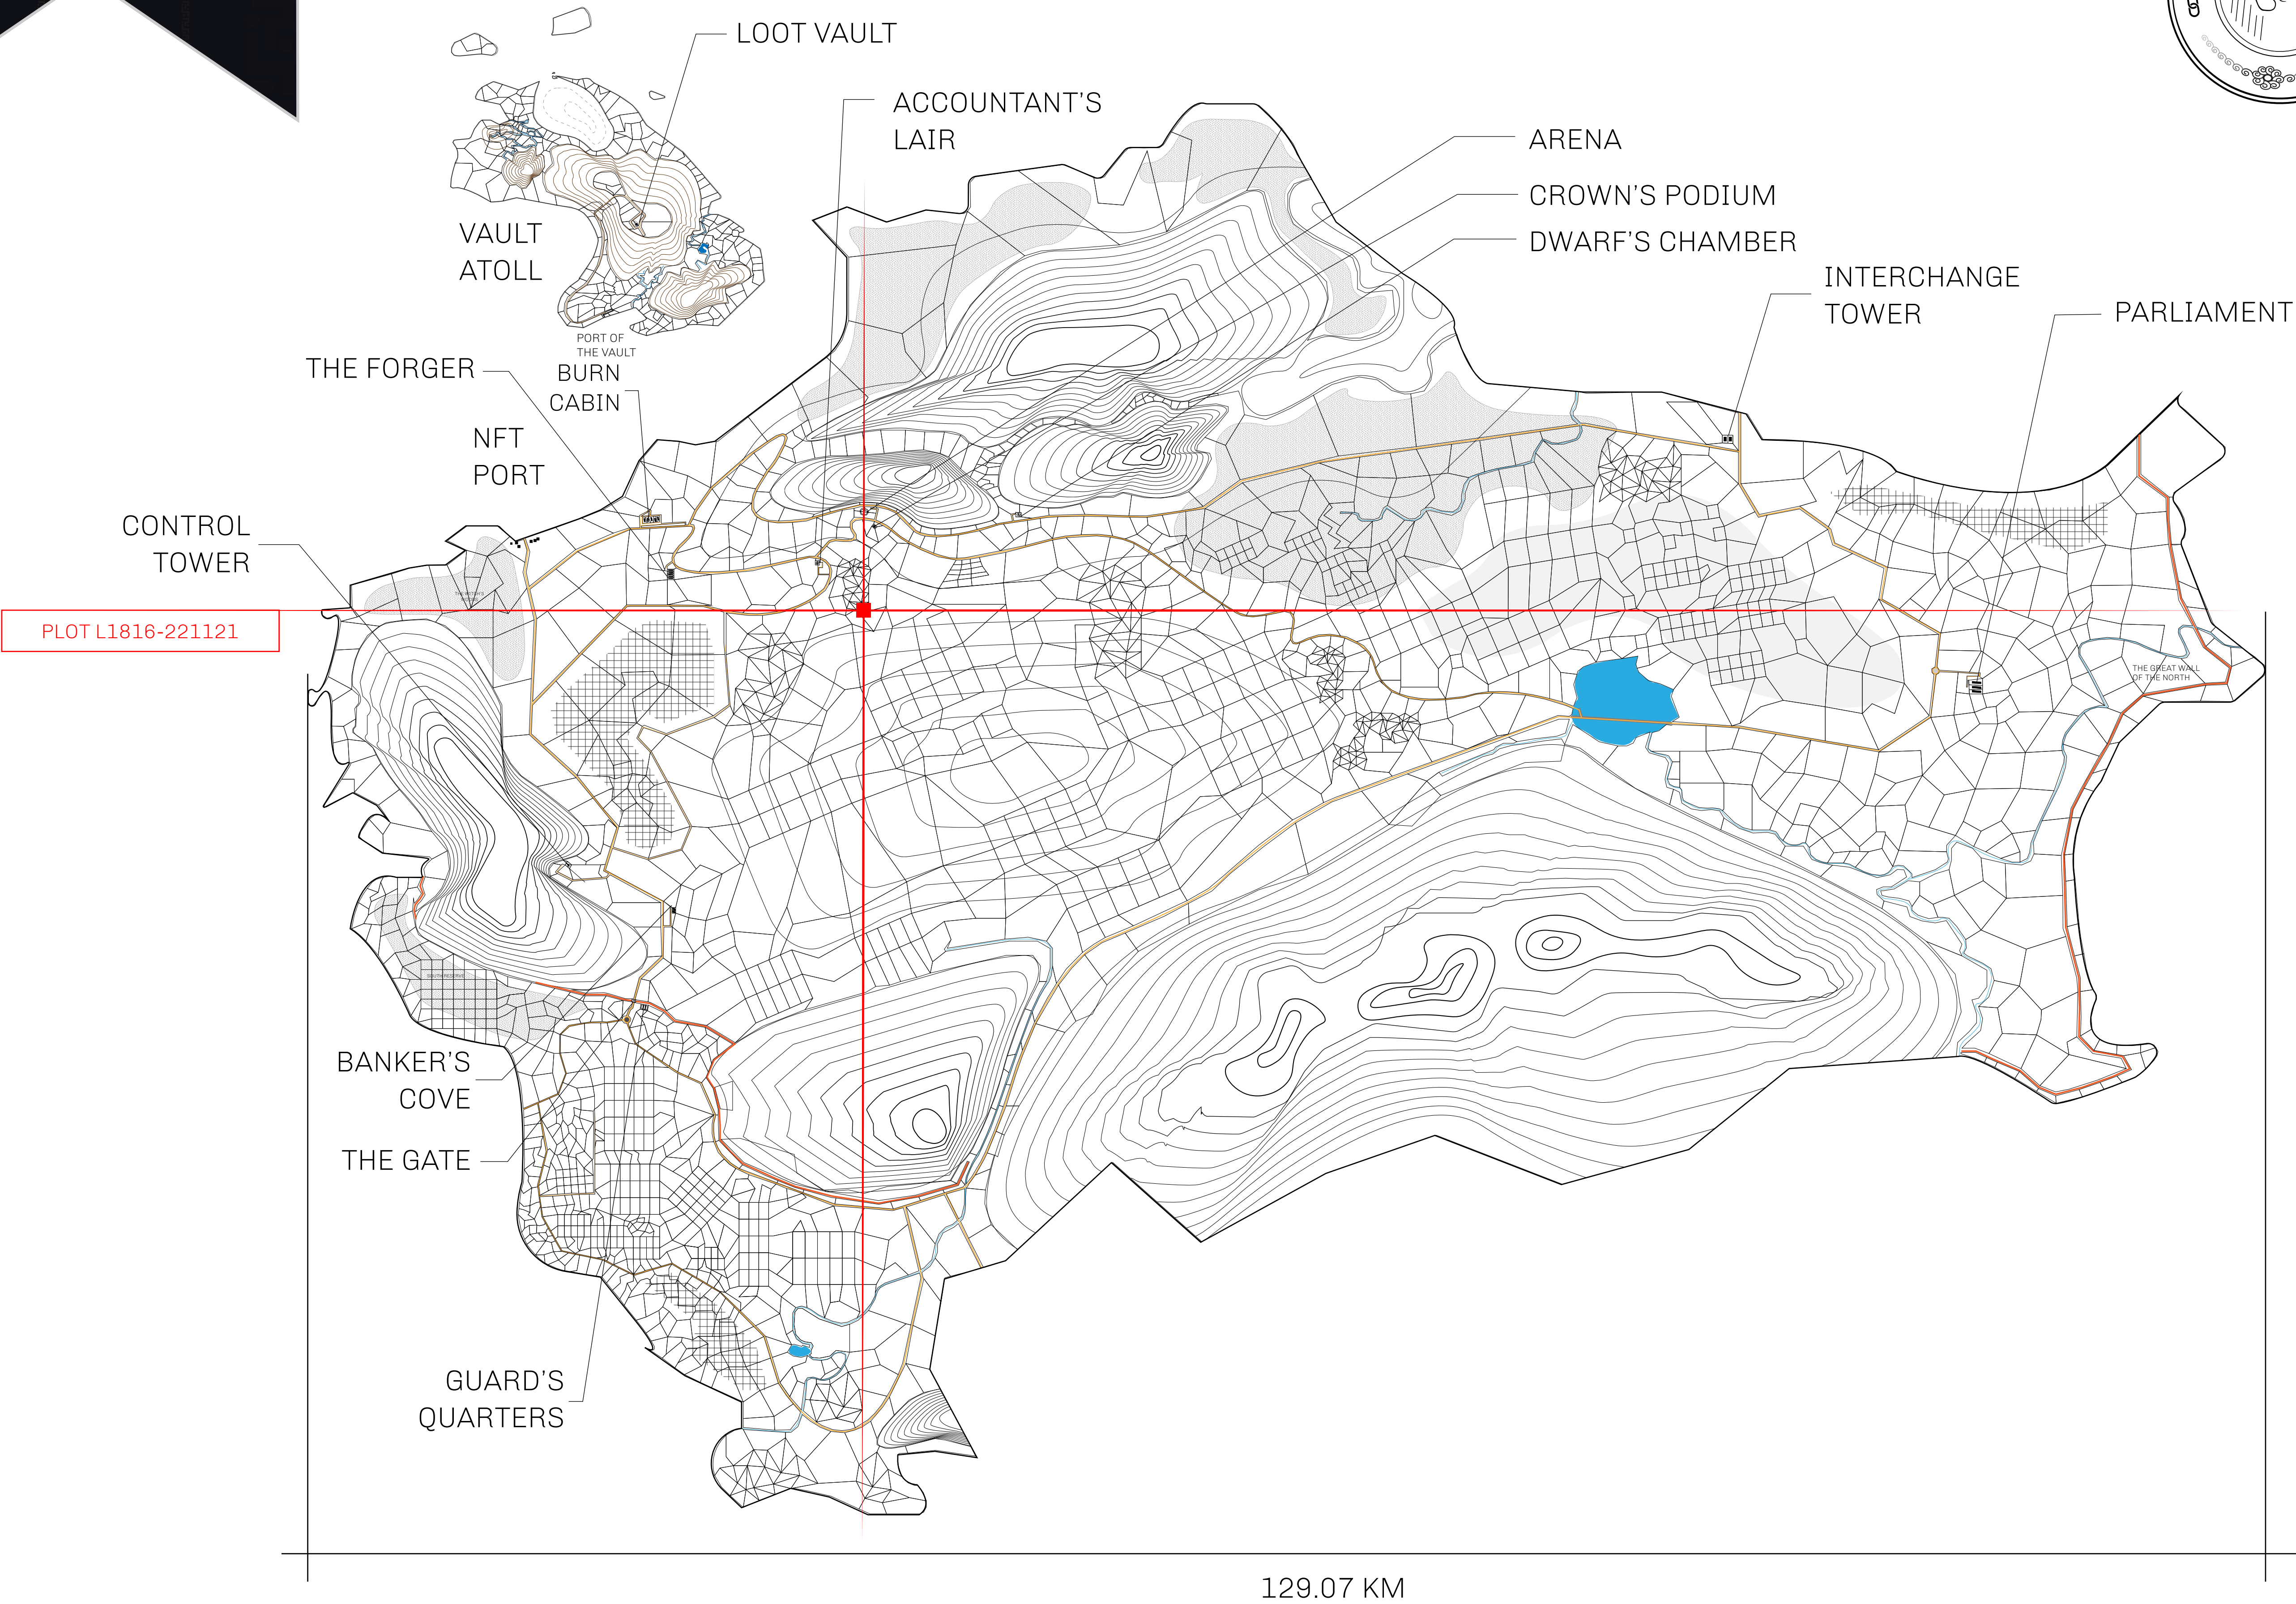 LOOT VAULT
ACCOUNTANT'S
LAIR
ARENA
CROWN'S PODIUM
DWARF'S CHAMBER
INTERCHANGE
TOWER
PARLIAMENT
VAULT
ATOLL
PORT OF
THE VAULT
THE FORGER
BURN
CABIN
NFT
PORT
CONTROL
TOWER
PLOT L1816-221121
THE GREAT WALL
OF THE NORTH
SOUTH RESERVE
BANKER'S
COVE
THE GATE
GUARD'S
QUARTERS
129.07 KM